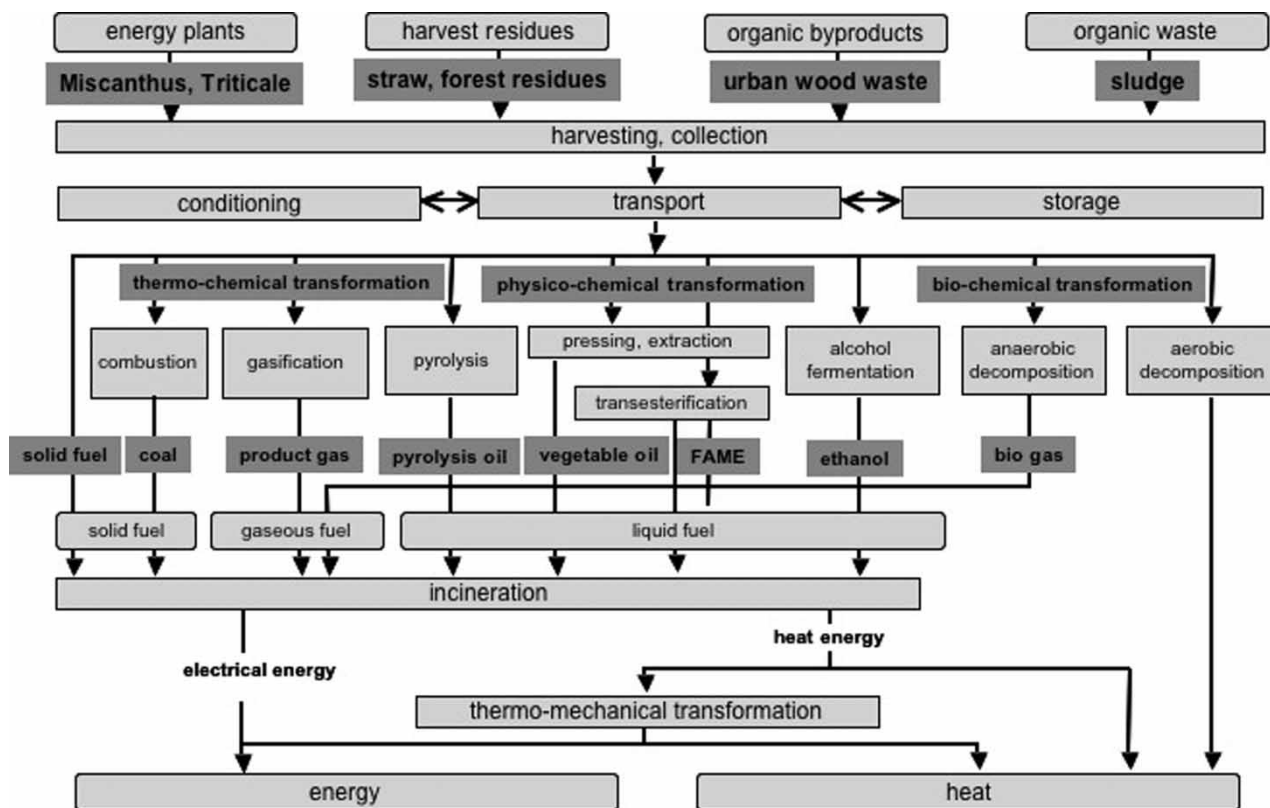 energy plants
harvest residues
organic byproducts
organic waste
Miscanthus, Triticale
straw, forest residues
urban wood waste
sludge
harvesting, collection
conditioning
transport
storage
thermo-chemical transformation
physico-chemical transformation
bio-chemical transformation
combustion
gasification
pyrolysis
pressing, extraction
alcohol
fermentation
anaerobic
decomposition
aerobic
decomposition
transesterification
solid fuel
coal
product gas
pyrolysis oil
vegetable oil
FAME
ethanol
bio gas
solid fuel
gaseous fuel
liquid fuel
incineration
electrical energy
heat energy
thermo-mechanical transformation
energy
heat